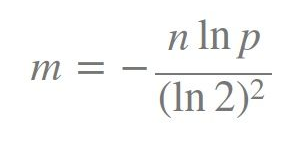 m = − n ln p / (ln 2)²